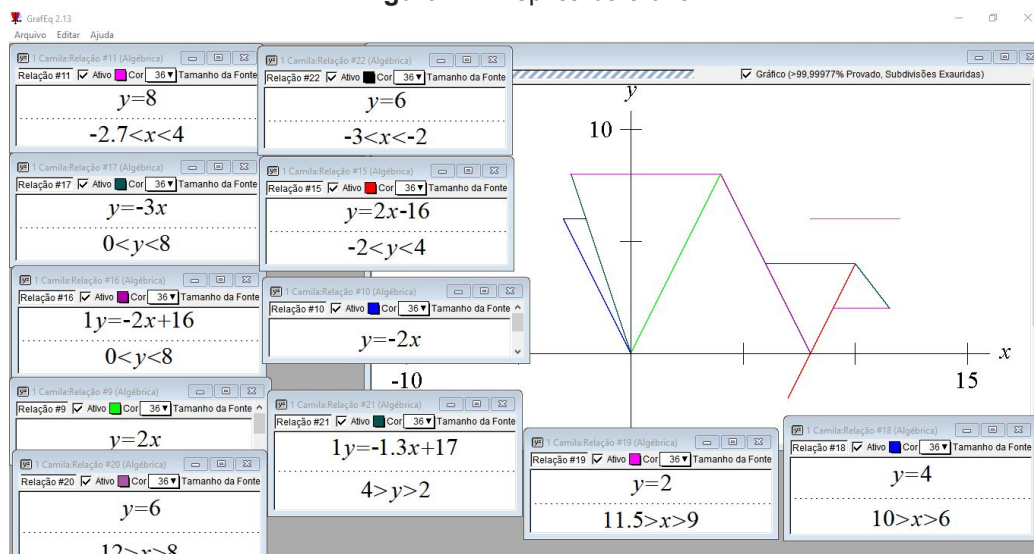 GrafEq 2.13
Arquivo Editar Ajuda
1 Camila:Relação #11 (Algébrica)
Relação #11 Ativo Cor 36 Tamanho da Fonte
y=8
-2.7<x<4
1 Camila:Relação #22 (Algébrica)
Relação #22 Ativo Cor 36 Tamanho da Fonte
y=6
-3<x<-2
Gráfico (>99,99977% Provado, Subdivisões Exauridas)
1 Camila:Relação #17 (Algébrica)
Relação #17 Ativo Cor 36 Tamanho da Fonte
y=-3x
0<y<8
1 Camila:Relação #15 (Algébrica)
Relação #15 Ativo Cor 36 Tamanho da Fonte
y=2x-16
-2<y<4
1 Camila:Relação #16 (Algébrica)
Relação #16 Ativo Cor 36 Tamanho da Fonte
1y=-2x+16
0<y<8
1 Camila:Relação #10 (Algébrica)
Relação #10 Ativo Cor 36 Tamanho da Fonte
y=-2x
1 Camila:Relação #9 (Algébrica)
Relação #9 Ativo Cor 36 Tamanho da Fonte
y=2x
1 Camila:Relação #21 (Algébrica)
Relação #21 Ativo Cor 36 Tamanho da Fonte
1y=-1.3x+17
4>y>2
1 Camila:Relação #20 (Algébrica)
Relação #20 Ativo Cor 36 Tamanho da Fonte
y=6
12>x>8
1 Camila:Relação #19 (Algébrica)
Relação #19 Ativo Cor 36 Tamanho da Fonte
y=2
11.5>x>9
1 Camila:Relação #18 (Algébrica)
Relação #18 Ativo Cor 36 Tamanho da Fonte
y=4
10>x>6
y
10
x
-10
15